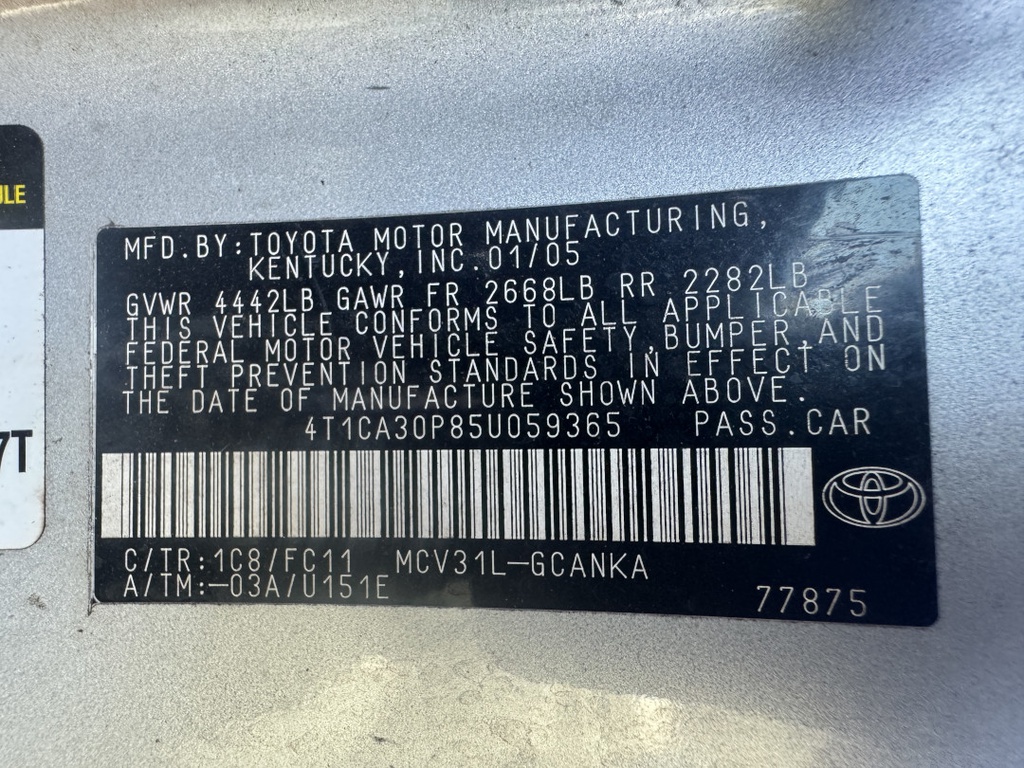 ULE
7T
MFD.BY:TOYOTA MOTOR MANUFACTURING,
KENTUCKY,INC.01/05
GVWR 4442LB GAWR FR 2668LB RR 2282LB
THIS VEHICLE CONFORMS TO ALL APPLICABLE
FEDERAL MOTOR VEHICLE SAFETY,BUMPER,AND
THEFT PREVENTION STANDARDS IN EFFECT ON
THE DATE OF MANUFACTURE SHOWN ABOVE.
4T1CA30P85U059365 PASS.CAR
C/TR:1C8/FC11 MCV31L-GCANKA
A/TM:-03A/U151E
77875